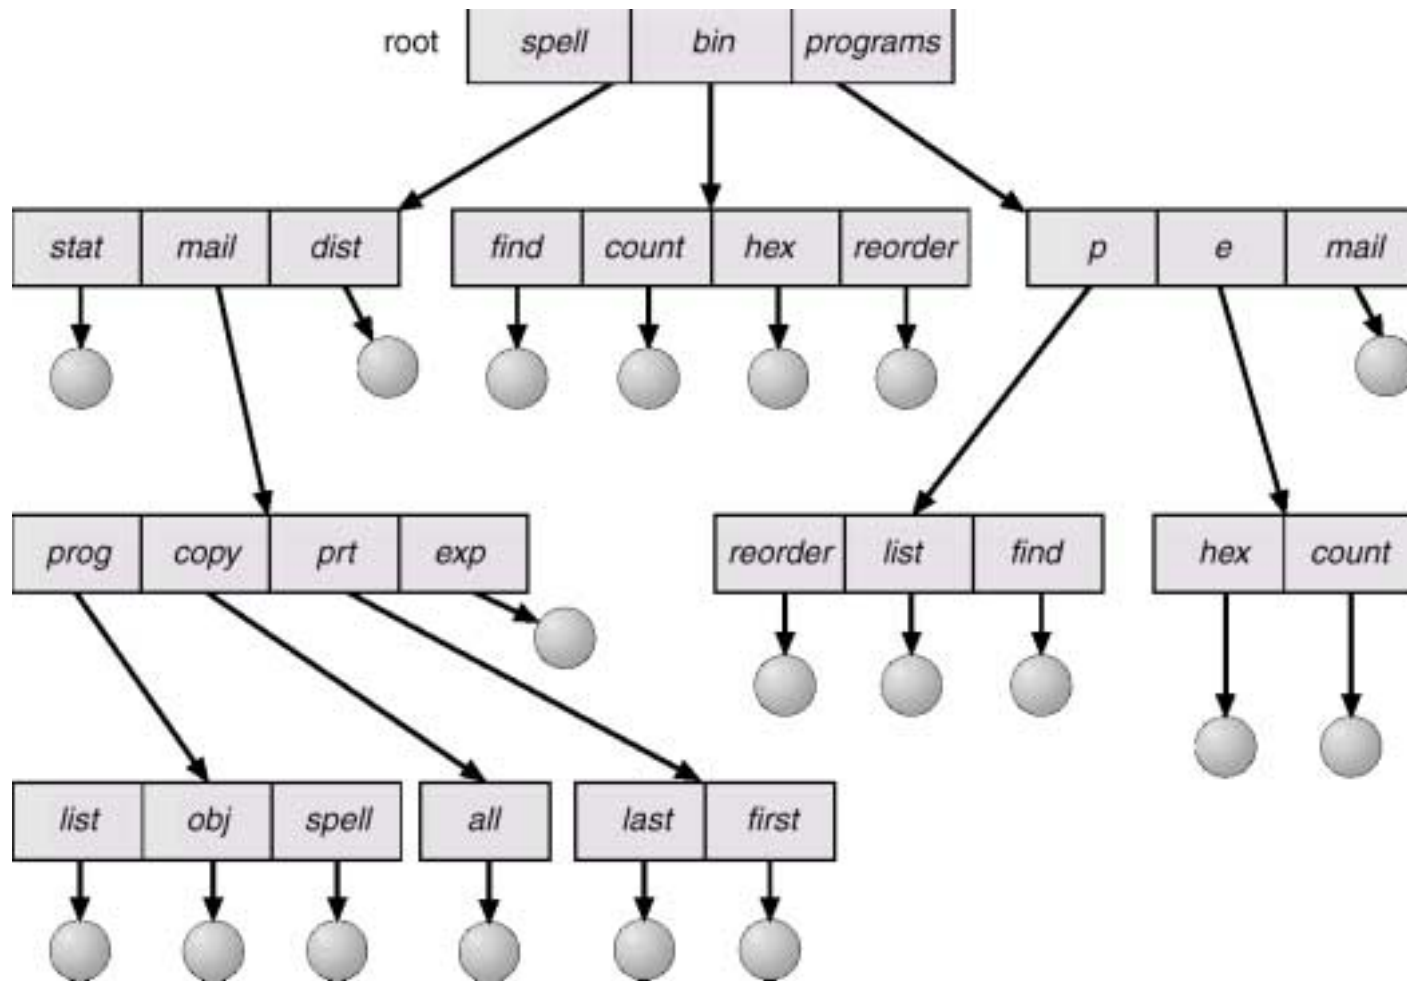 root spell bin programs
stat mail dist find count hex reorder p e mail
prog copy prt exp reorder list find hex count
list obj spell all last first